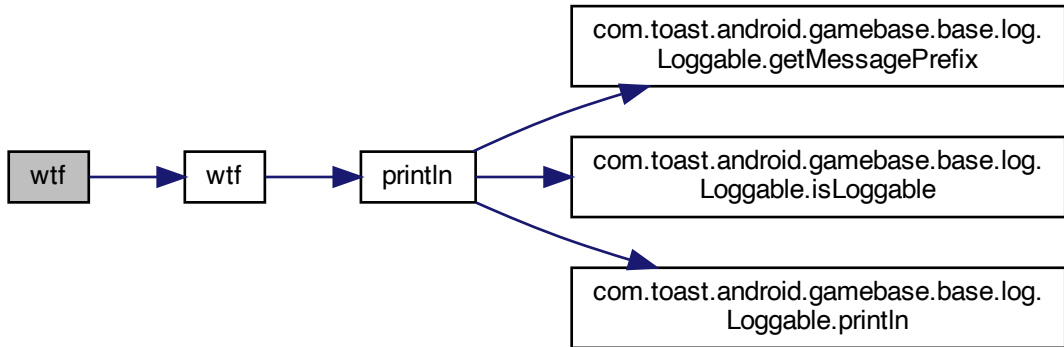 wtf
wtf
println
com.toast.android.gamebase.base.log.
Loggable.getMessagePrefix
com.toast.android.gamebase.base.log.
Loggable.isLoggable
com.toast.android.gamebase.base.log.
Loggable.println